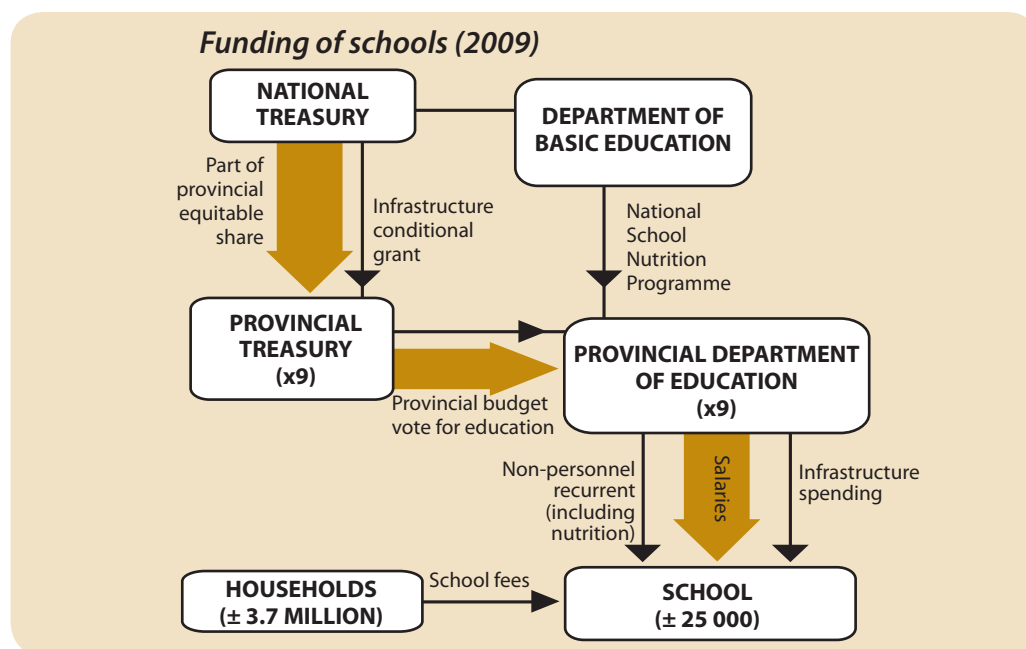 Funding of schools (2009)
NATIONAL
TREASURY
DEPARTMENT OF
BASIC EDUCATION
Part of
provincial
equitable
share
Infrastructure
conditional
grant
National
School
Nutrition
Programme
PROVINCIAL
TREASURY
(x9)
PROVINCIAL DEPARTMENT
OF EDUCATION
(x9)
Provincial budget
vote for education
Non-personnel
recurrent
(including
nutrition)
Salaries
Infrastructure
spending
HOUSEHOLDS
(± 3.7 MILLION)
School fees
SCHOOL
(± 25 000)